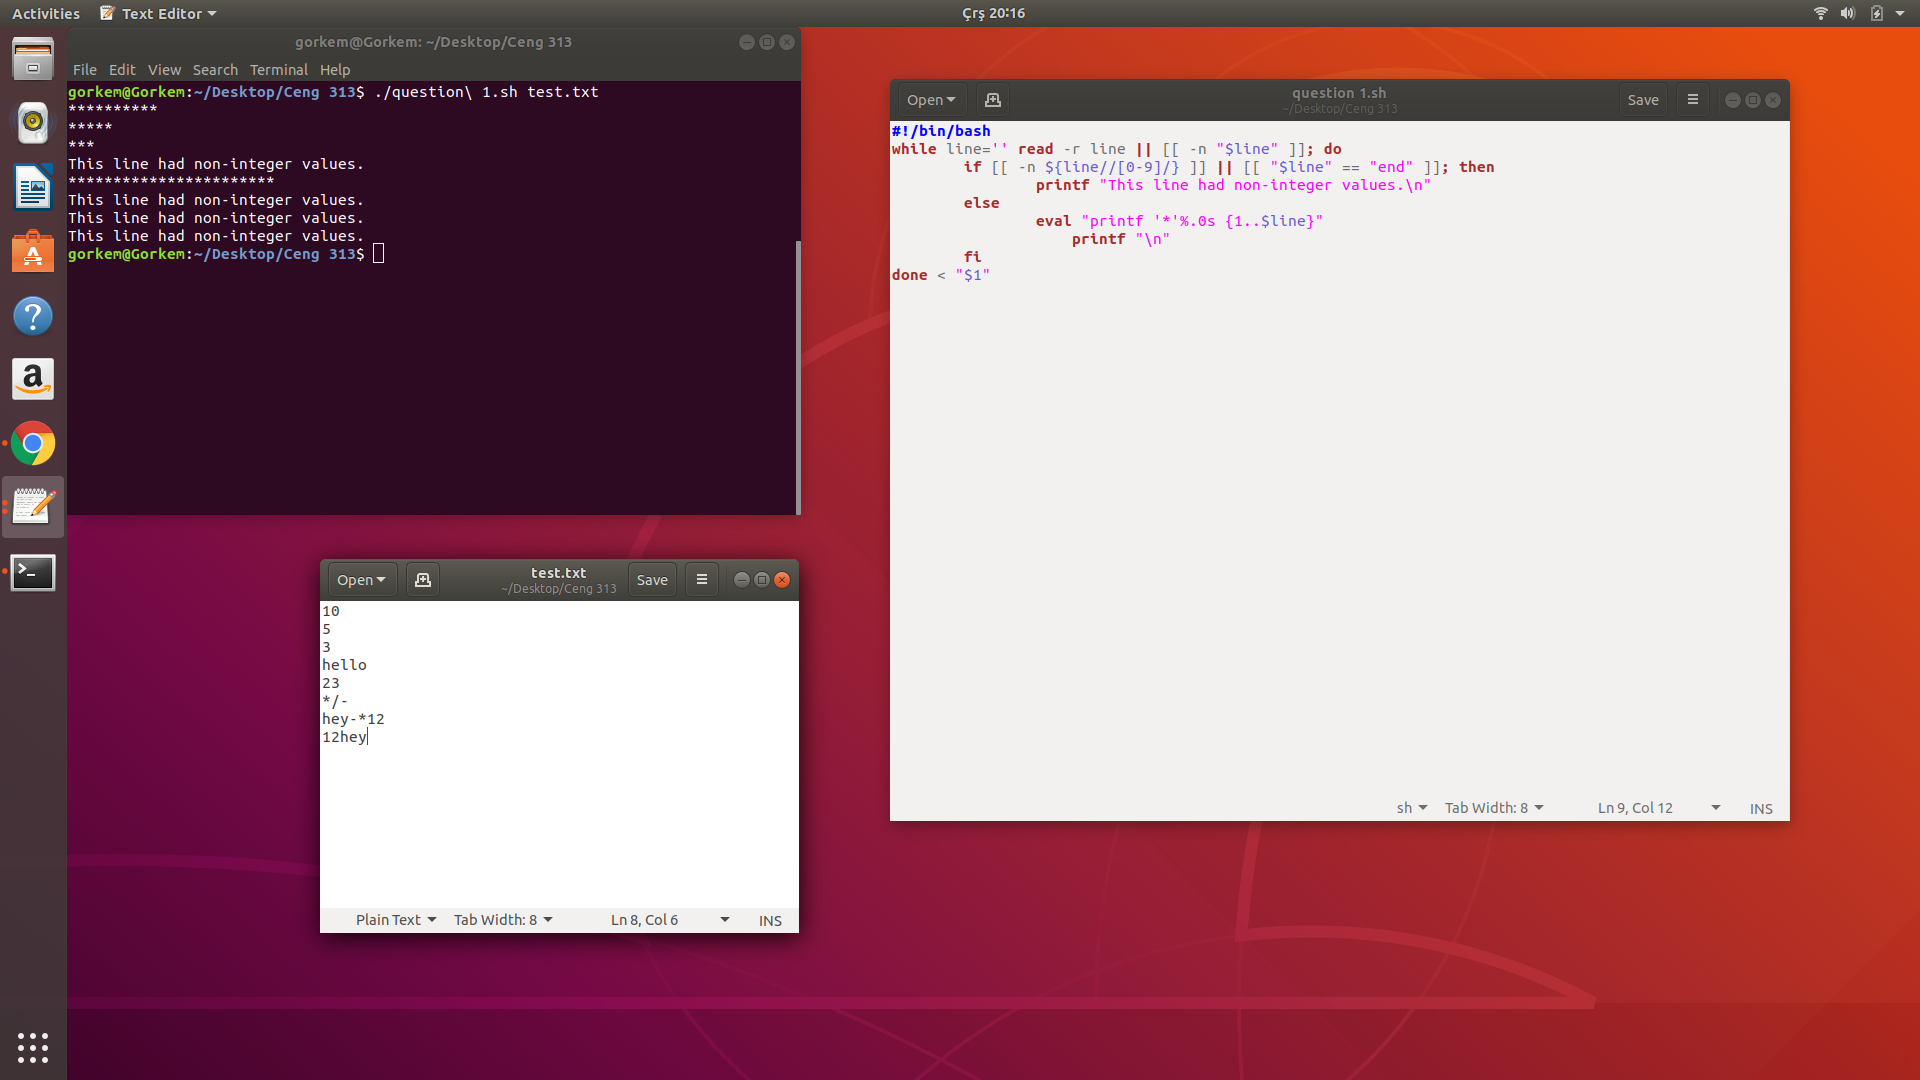 Activities Text Editor Çrş 20:16
gorkem@Gorkem: ~/Desktop/Ceng 313
File Edit View Search Terminal Help
gorkem@Gorkem:~/Desktop/Ceng 313$ ./question\ 1.sh test.txt
**********
*****
***
This line had non-integer values.
***********************
This line had non-integer values.
This line had non-integer values.
This line had non-integer values.
gorkem@Gorkem:~/Desktop/Ceng 313$
Open question 1.sh Save
~/Desktop/Ceng 313
#!/bin/bash
while line='' read -r line || [[ -n "$line" ]]; do
        if [[ -n ${line//[0-9]/} ]] || [[ "$line" == "end" ]]; then
                printf "This line had non-integer values.\n"
        else
                eval "printf '*'%.0s {1..$line}"
                    printf "\n"
        fi
done < "$1"
sh Tab Width: 8 Ln 9, Col 12 INS
Open test.txt Save
~/Desktop/Ceng 313
10
5
3
hello
23
*/-
hey-*12
12hey
Plain Text Tab Width: 8 Ln 8, Col 6 INS